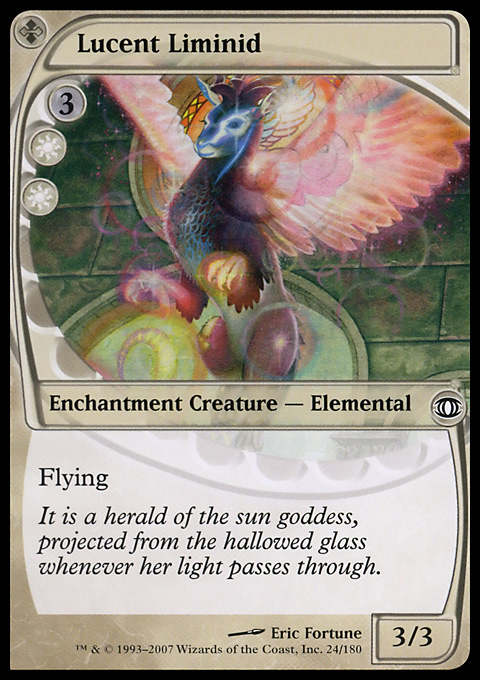 Lucent Liminid
3
Enchantment Creature — Elemental
Flying
It is a herald of the sun goddess,
projected from the hallowed glass
whenever her light passes through.
Eric Fortune
3/3
™ & © 1993–2007 Wizards of the Coast, Inc. 24/180